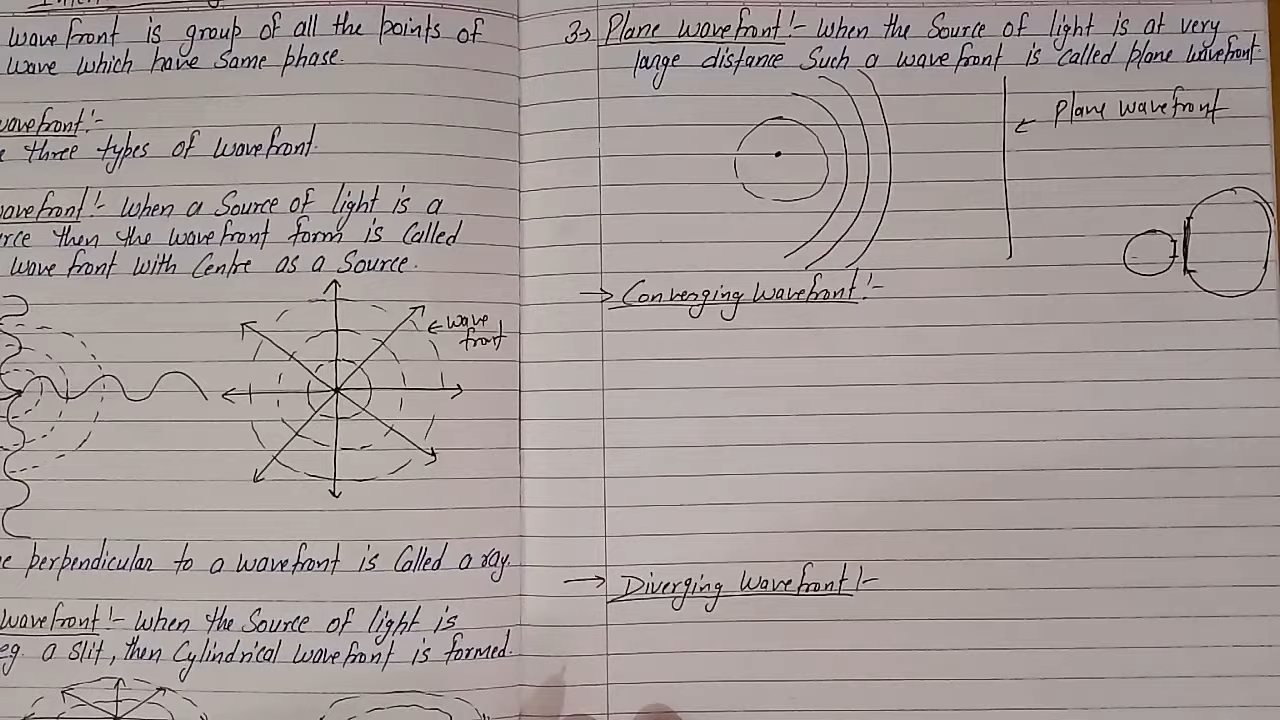 wavefront is group of all the points of
wave which have same phase.
wavefront:-
three types of wavefront.
wavefront:- When a Source of light is a
then the wavefront form is Called
wave front with Centre as a Source.
wave
front
perpendicular to a wavefront is Called a ray.
wavefront:- When the Source of light is
eg. a slit, then Cylindrical wavefront is formed.
3→ Plane wavefront:- When the Source of light is at very
large distance Such a wavefront is called plane wavefront.
Plane wavefront
→ Converging wavefront:-
→ Diverging wavefront:-